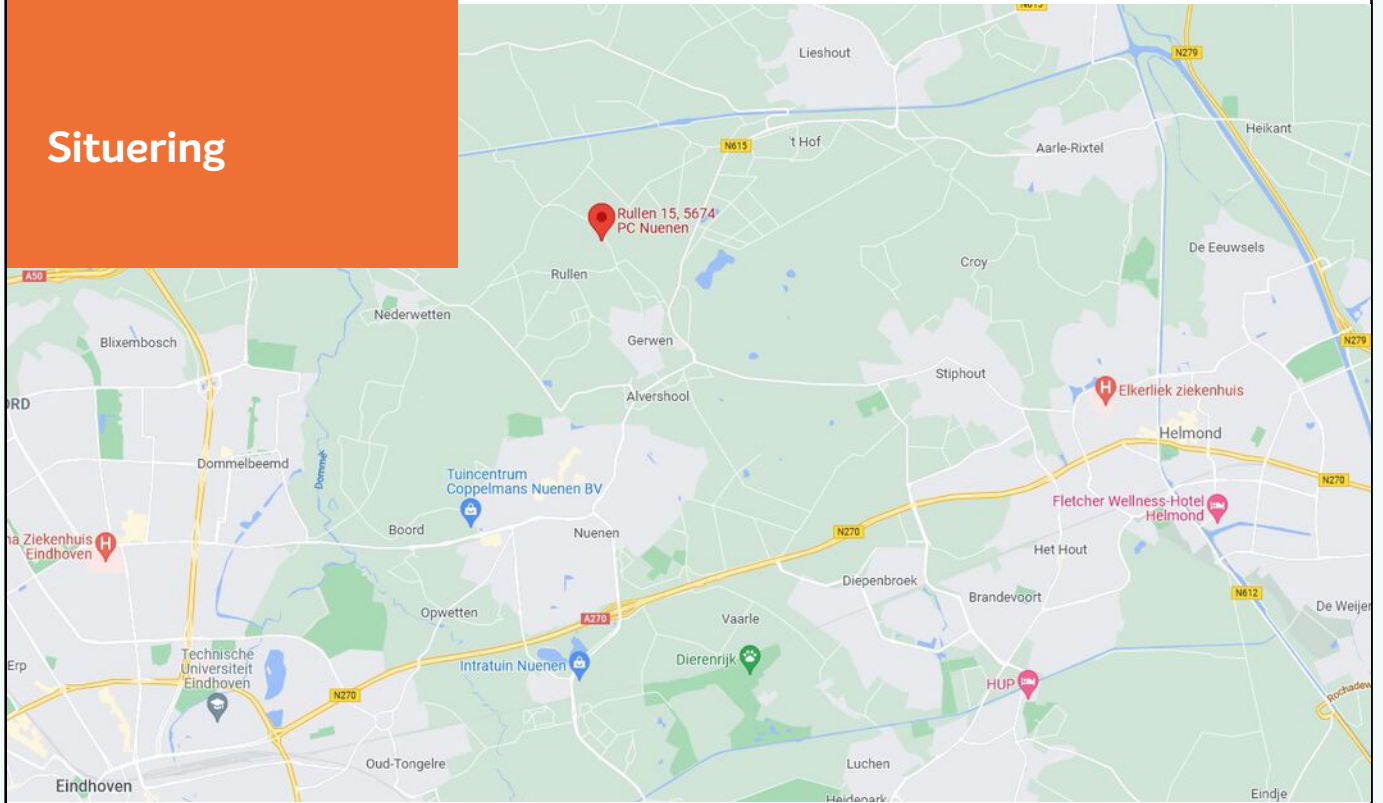 Situering
N615
Lieshout
N279
Heikant
N615
't Hof
Aarle-Rixtel
Rullen 15, 5674
PC Nuenen
De Eeuwsels
Croy
A50
Rullen
Nederwetten
Blixembosch
Gerwen
N279
Stiphout
Elkerliek ziekenhuis
Alvershool
Helmond
Dommelbeemd
Dommel
Tuincentrum
Coppelmans Nuenen BV
N270
Fletcher Wellness-Hotel
Helmond
Boord
Nuenen
N270
Ziekenhuis
Eindhoven
Het Hout
Diepenbroek
Brandevoort
N612
De Weijer
Opwetten
A270
Vaarle
Technische
Universiteit
Eindhoven
Intratuin Nuenen
Dierenrijk
Erp
HUP
N270
Oud-Tongelre
Luchen
Eindhoven
Heidepark
Eindje